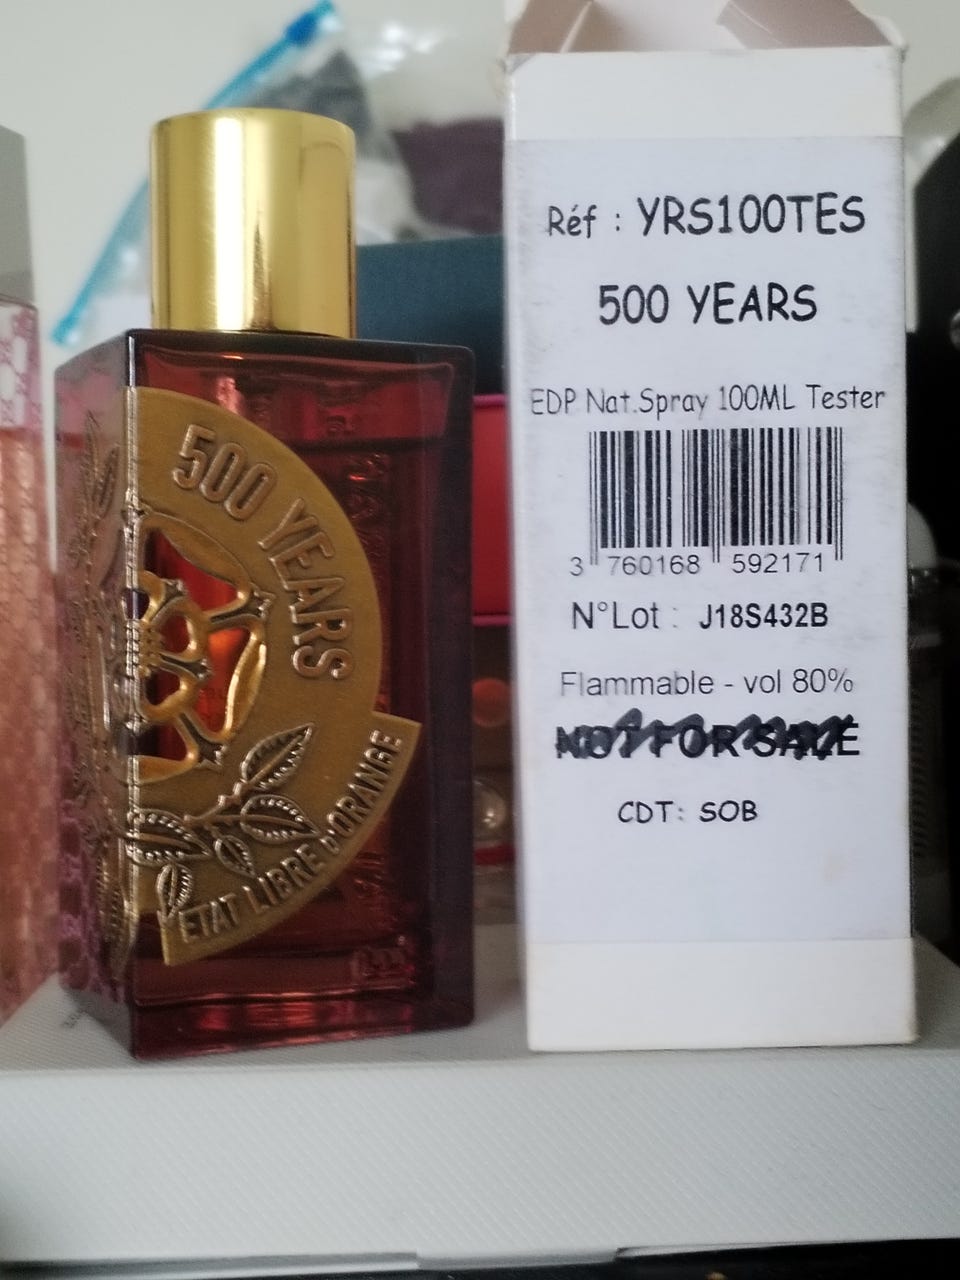 500 YEARS
ETAT LIBRE D'ORANGE
Réf : YRS100TES
500 YEARS
EDP Nat.Spray 100ML Tester
3 760168 592171
N°Lot : J18S432B
Flammable - vol 80%
NOT FOR SALE
CDT: SOB